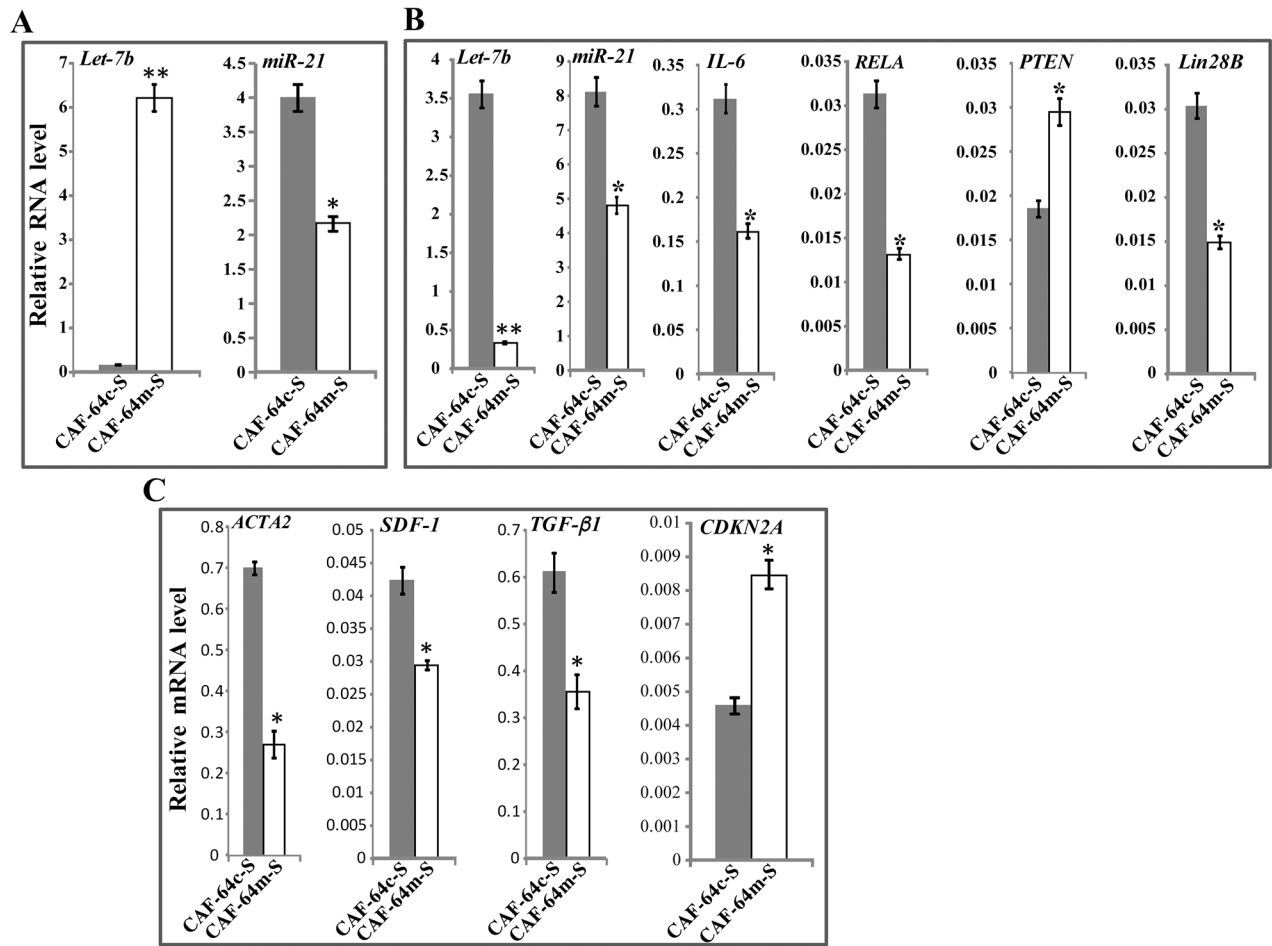 A
Relative RNA level
Let-7b
7
6
5
4
3
2
1
0
**
CAF-64c-S
CAF-64m-S
miR-21
4.5
4
3.5
3
2.5
2
1.5
1
0.5
0
*
CAF-64c-S
CAF-64m-S
B
Let-7b
4
3.5
3
2.5
2
1.5
1
0.5
0
**
CAF-64c-S
CAF-64m-S
miR-21
9
8
7
6
5
4
3
2
1
0
*
CAF-64c-S
CAF-64m-S
IL-6
0.35
0.3
0.25
0.2
0.15
0.1
0.05
0
*
CAF-64c-S
CAF-64m-S
RELA
0.035
0.03
0.025
0.02
0.015
0.01
0.005
0
*
CAF-64c-S
CAF-64m-S
PTEN
0.035
0.030
0.025
0.020
0.015
0.010
0.005
0
*
CAF-64c-S
CAF-64m-S
Lin28B
0.035
0.03
0.025
0.02
0.015
0.01
0.005
0
*
CAF-64c-S
CAF-64m-S
C
Relative mRNA level
ACTA2
0.8
0.7
0.6
0.5
0.4
0.3
0.2
0.1
0
*
CAF-64c-S
CAF-64m-S
SDF-1
0.05
0.045
0.04
0.035
0.03
0.025
0.02
0.015
0.01
0.005
0
*
CAF-64c-S
CAF-64m-S
TGF-β1
0.7
0.6
0.5
0.4
0.3
0.2
0.1
0
*
CAF-64c-S
CAF-64m-S
CDKN2A
0.01
0.009
0.008
0.007
0.006
0.005
0.004
0.003
0.002
0.001
0
*
CAF-64c-S
CAF-64m-S